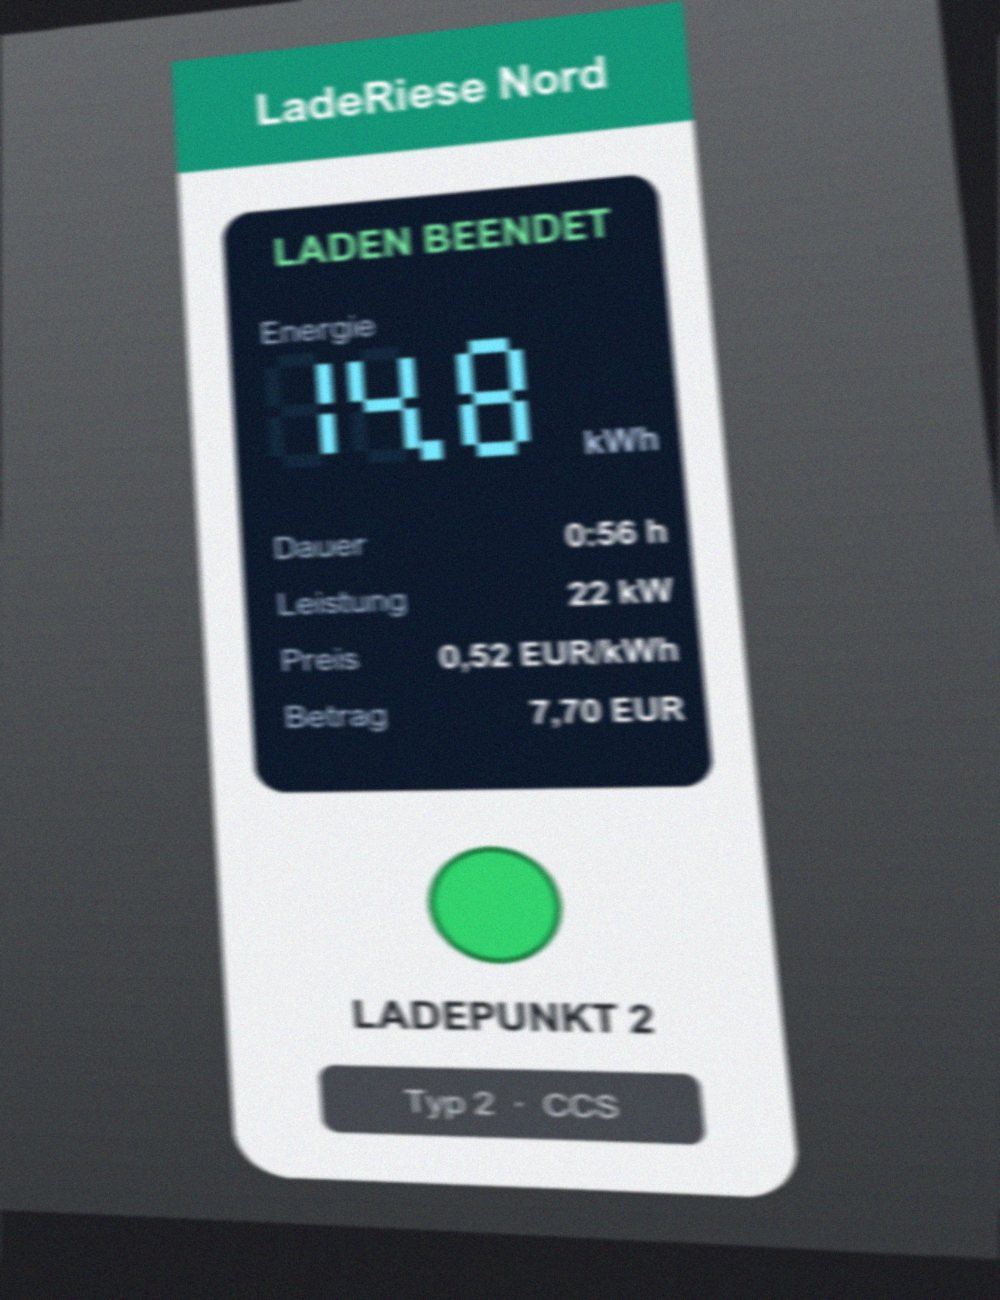 LadeRiese Nord
LADEN BEENDET
Energie
14.8 kWh
Dauer 0:56 h
Leistung 22 kW
Preis 0,52 EUR/kWh
Betrag 7,70 EUR
LADEPUNKT 2
Typ 2 - CCS